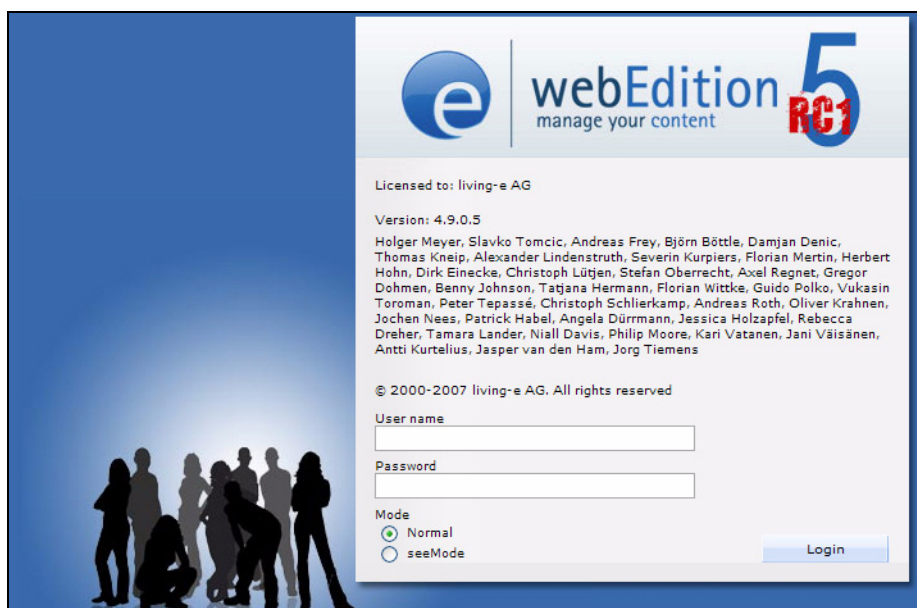 e
webEdition 5
manage your content
RC1
Licensed to: living-e AG
Version: 4.9.0.5
Holger Meyer, Slavko Tomcic, Andreas Frey, Björn Böttle, Damjan Denic,
Thomas Kneip, Alexander Lindenstruth, Severin Kurpiers, Florian Mertin, Herbert
Hohn, Dirk Einecke, Christoph Lütjen, Stefan Oberrecht, Axel Regnet, Gregor
Dohmen, Benny Johnson, Tatjana Hermann, Florian Wittke, Guido Polko, Vukasin
Toroman, Peter Tepassé, Christoph Schlierkamp, Andreas Roth, Oliver Krahnen,
Jochen Nees, Patrick Habel, Angela Dürrmann, Jessica Holzapfel, Rebecca
Dreher, Tamara Lander, Niall Davis, Philip Moore, Kari Vatanen, Jani Väisänen,
Antti Kurtelius, Jasper van den Ham, Jorg Tiemens
© 2000-2007 living-e AG. All rights reserved
User name
Password
Mode
Normal
seeMode
Login